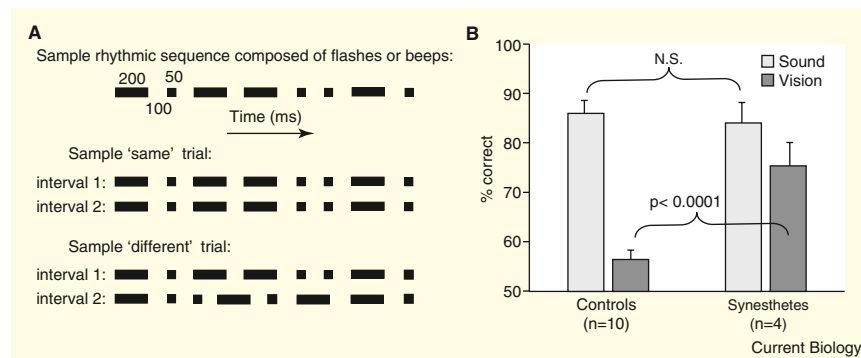 A
Sample rhythmic sequence composed of flashes or beeps:
200 50
100
Time (ms)
Sample 'same' trial:
interval 1:
interval 2:
Sample 'different' trial:
interval 1:
interval 2:
B
100
90
80
70
60
50
% correct
N.S.
p< 0.0001
Sound
Vision
Controls
(n=10)
Synesthetes
(n=4)
Current Biology